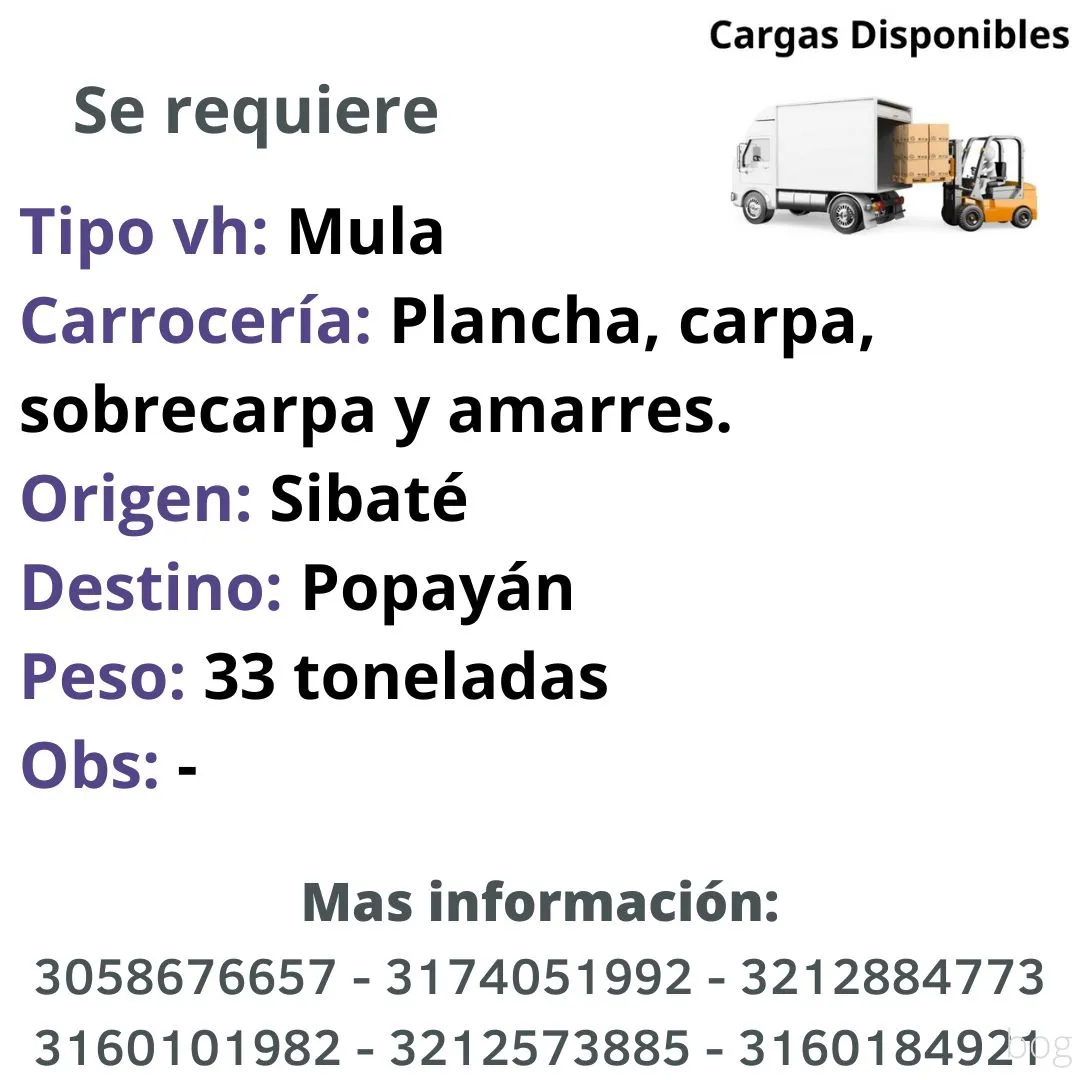 Cargas Disponibles
Se requiere
Tipo vh: Mula
Carrocería: Plancha, carpa,
sobrecarpa y amarres.
Origen: Sibaté
Destino: Popayán
Peso: 33 toneladas
Obs: -
Mas información:
3058676657 - 3174051992 - 3212884773
3160101982 - 3212573885 - 3160184921
bog